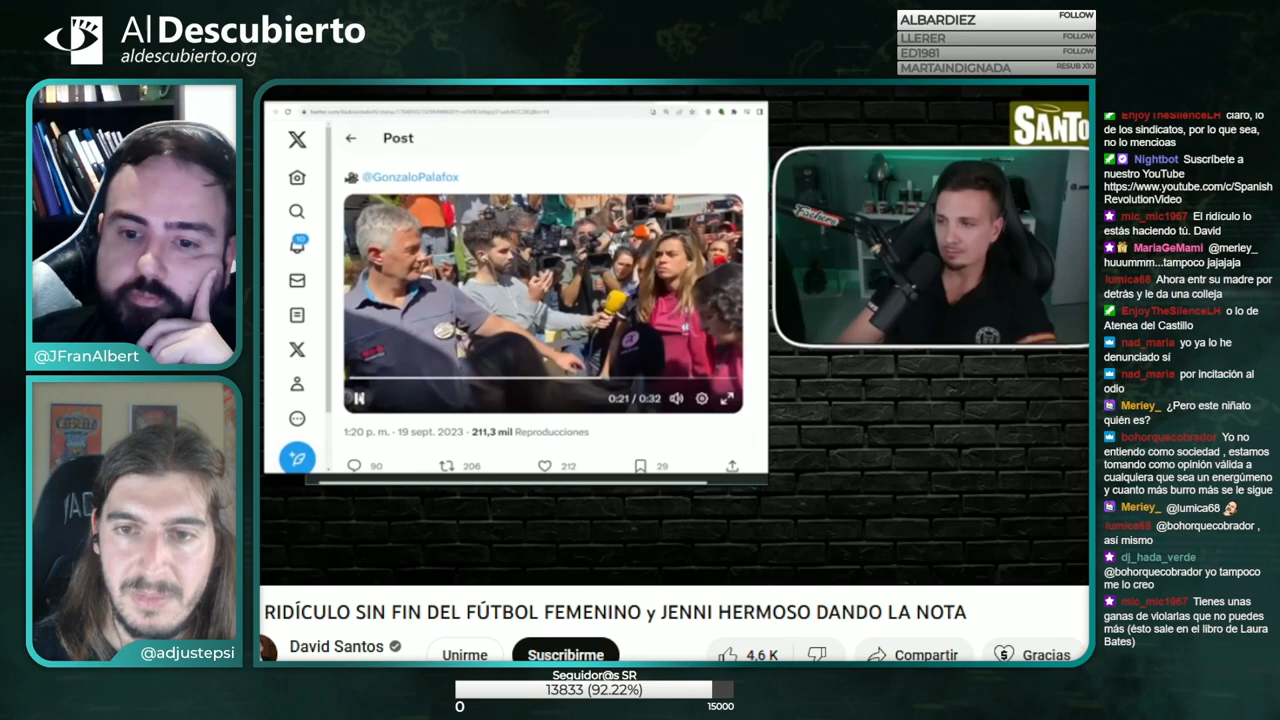 Al Descubierto
aldescubierto.org
ALBARDIEZ FOLLOW
LLERER FOLLOW
ED1981 FOLLOW
MARTAINDIGNADA RESUB X10
@JFranAlbert
@adjustepsi
Post
@GonzaloPalafox
10
0:21 / 0:32
1:20 p. m. · 19 sept. 2023 · 211,3 mil Reproducciones
90 206 212 29
SANTO
RIDÍCULO SIN FIN DEL FÚTBOL FEMENINO y JENNI HERMOSO DANDO LA NOTA
David Santos
Unirme
Suscribirme
4,6 K
Compartir
Gracias
Seguidor@s SR
13833 (92.22%)
0 15000
EnjoyTheSilenceLH claro, lo
de los sindicatos, por lo que sea,
no lo mencioas
Nightbot Suscríbete a
nuestro YouTube
https://www.youtube.com/c/Spanish
RevolutionVideo
mic_mic1967 El ridículo lo
estás haciendo tú. David
MariaGeMami @meriey_
huuummm...tampoco jajajaja
lumica68 Ahora entr su madre por
detrás y le da una colleja
EnjoyTheSilenceLH o lo de
Atenea del Castillo
nad_maria yo ya lo he
denunciado sí
nad_maria por incitación al
odio
Meriey_ ¿Pero este niñato
quién es?
bohorquecobrador Yo no
entiendo como sociedad , estamos
tomando como opinión válida a
cualquiera que sea un energúmeno
y cuanto más burro más se le sigue
Meriey_ @lumica68
lumica68 @bohorquecobrador ,
así mismo
dj_hada_verde
@bohorquecobrador yo tampoco
me lo creo
mic_mic1967 Tienes unas
ganas de violarlas que no puedes
más (ésto sale en el libro de Laura
Bates)